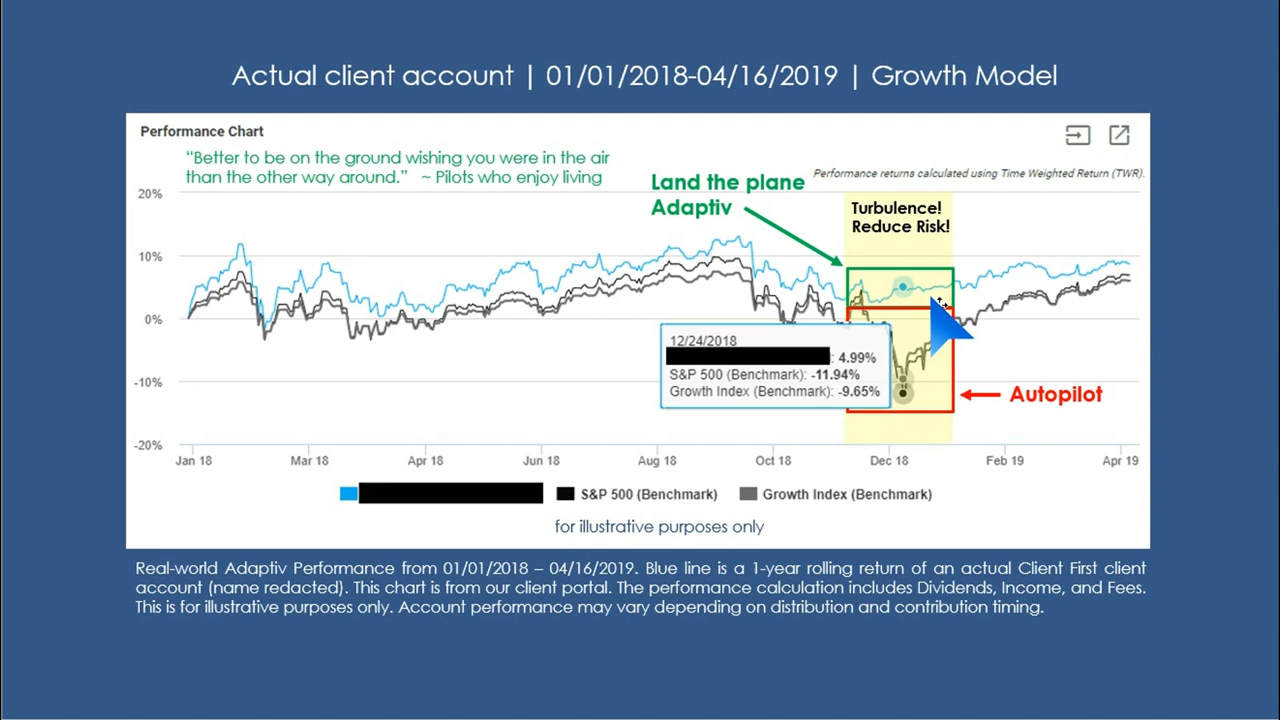 Actual client account | 01/01/2018-04/16/2019 | Growth Model
Performance Chart
“Better to be on the ground wishing you were in the air
than the other way around.” ~ Pilots who enjoy living
Performance returns calculated using Time Weighted Return (TWR).
Land the plane
Adaptiv
Turbulence!
Reduce Risk!
20%
10%
0%
-10%
-20%
12/24/2018
: 4.99%
S&P 500 (Benchmark): -11.94%
Growth Index (Benchmark): -9.65%
Autopilot
Jan 18 Mar 18 Apr 18 Jun 18 Aug 18 Oct 18 Dec 18 Feb 19 Apr 19
S&P 500 (Benchmark) Growth Index (Benchmark)
for illustrative purposes only
Real-world Adaptiv Performance from 01/01/2018 – 04/16/2019. Blue line is a 1-year rolling return of an actual Client First client
account (name redacted). This chart is from our client portal. The performance calculation includes Dividends, Income, and Fees.
This is for illustrative purposes only. Account performance may vary depending on distribution and contribution timing.